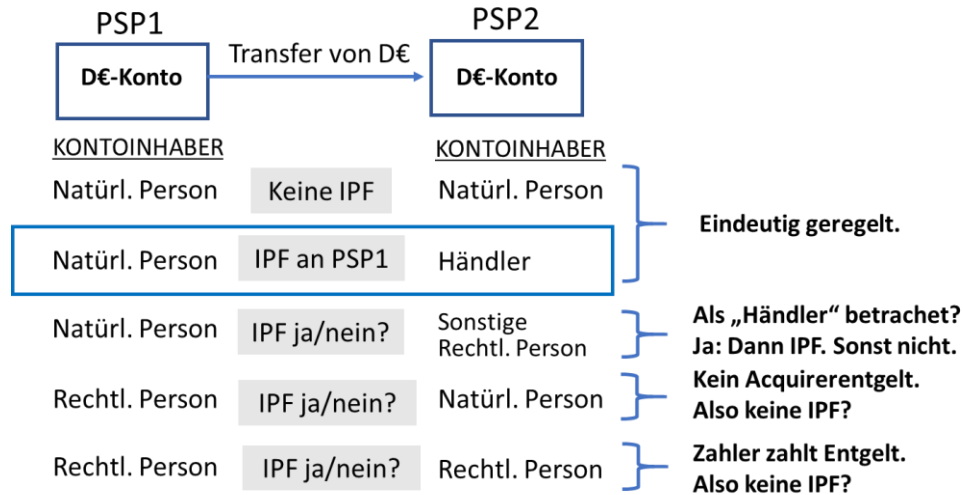 PSP1
PSP2
Transfer von D€
D€-Konto
D€-Konto
KONTOINHABER
KONTOINHABER
Natürl. Person
Keine IPF
Natürl. Person
Eindeutig geregelt.
Natürl. Person
IPF an PSP1
Händler
Natürl. Person
IPF ja/nein?
Sonstige
Rechtl. Person
Als „Händler“ betrachet?
Ja: Dann IPF. Sonst nicht.
Rechtl. Person
IPF ja/nein?
Natürl. Person
Kein Acquirerentgelt.
Also keine IPF?
Rechtl. Person
IPF ja/nein?
Rechtl. Person
Zahler zahlt Entgelt.
Also keine IPF?